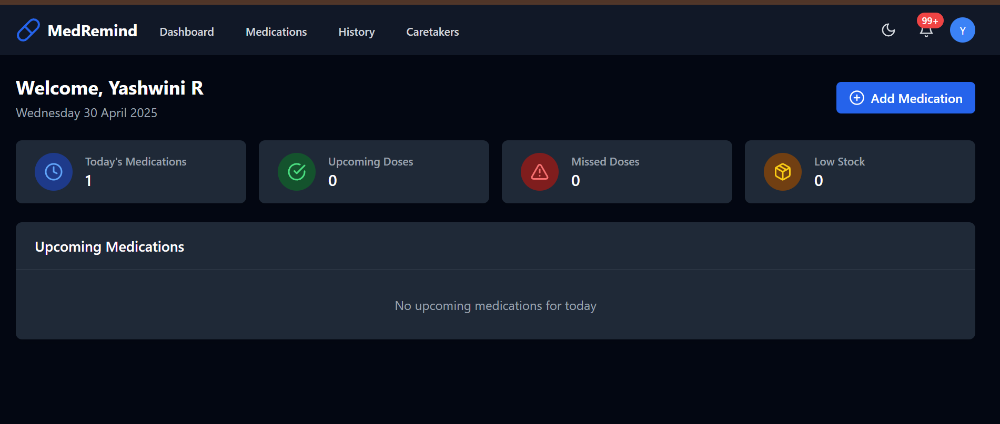 MedRemind Dashboard Medications History Caretakers 99+ Y
Welcome, Yashwini R
Wednesday 30 April 2025
Add Medication
Today's Medications
1
Upcoming Doses
0
Missed Doses
0
Low Stock
0
Upcoming Medications
No upcoming medications for today